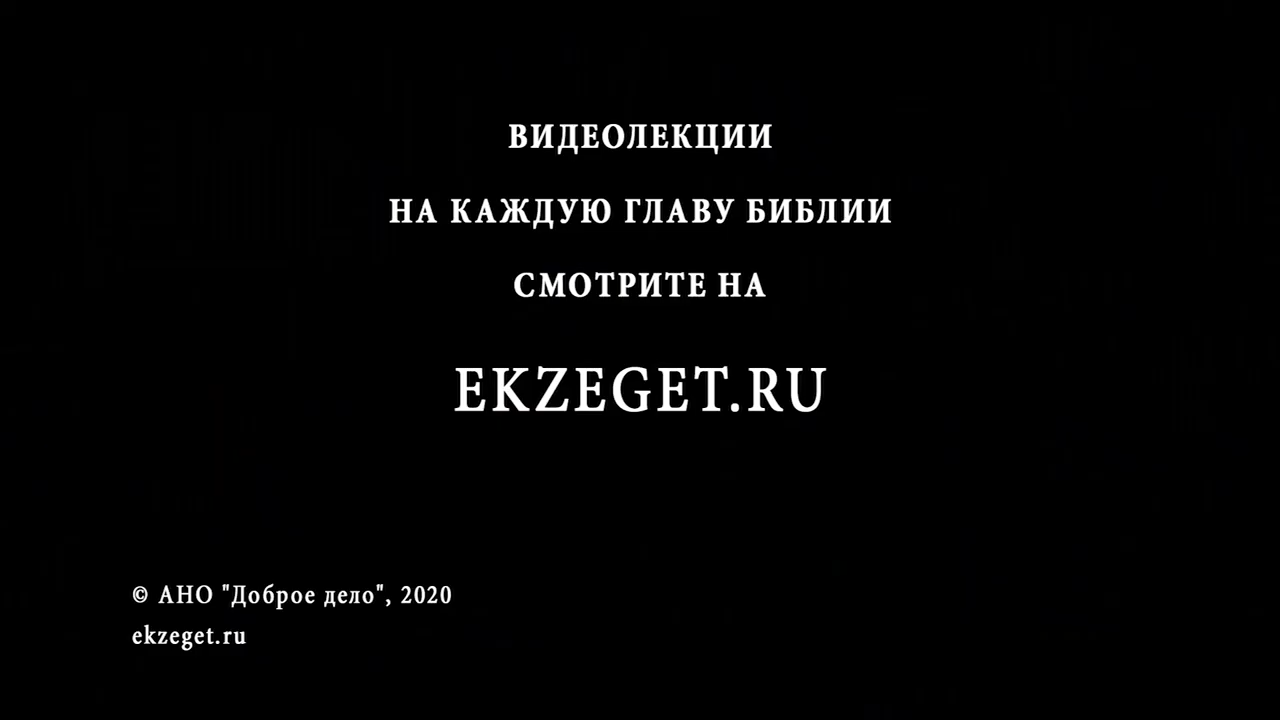 ВИДЕОЛЕКЦИИ
НА КАЖДУЮ ГЛАВУ БИБЛИИ
СМОТРИТЕ НА
EKZEGET.RU
© АНО "Доброе дело", 2020
ekzeget.ru